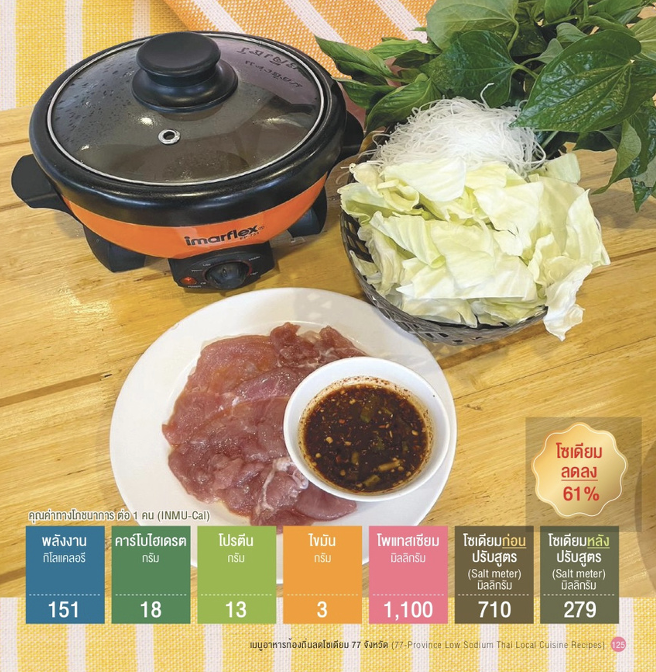 imarflex
โซเดียม
ลดลง
61%
คุณค่าทางโภชนาการ ต่อ 1 คน (INMU-Cal)
พลังงาน
กิโลแคลอรี
151
คาร์โบไฮเดรต
กรัม
18
โปรตีน
กรัม
13
ไขมัน
กรัม
3
โพแทสเซียม
มิลลิกรัม
1,100
โซเดียมก่อน
ปรับสูตร
(Salt meter)
มิลลิกรัม
710
โซเดียมหลัง
ปรับสูตร
(Salt meter)
มิลลิกรัม
279
เมนูอาหารท้องถิ่นลดโซเดียม 77 จังหวัด (77-Province Low Sodium Thai Local Cuisine Recipes) 125